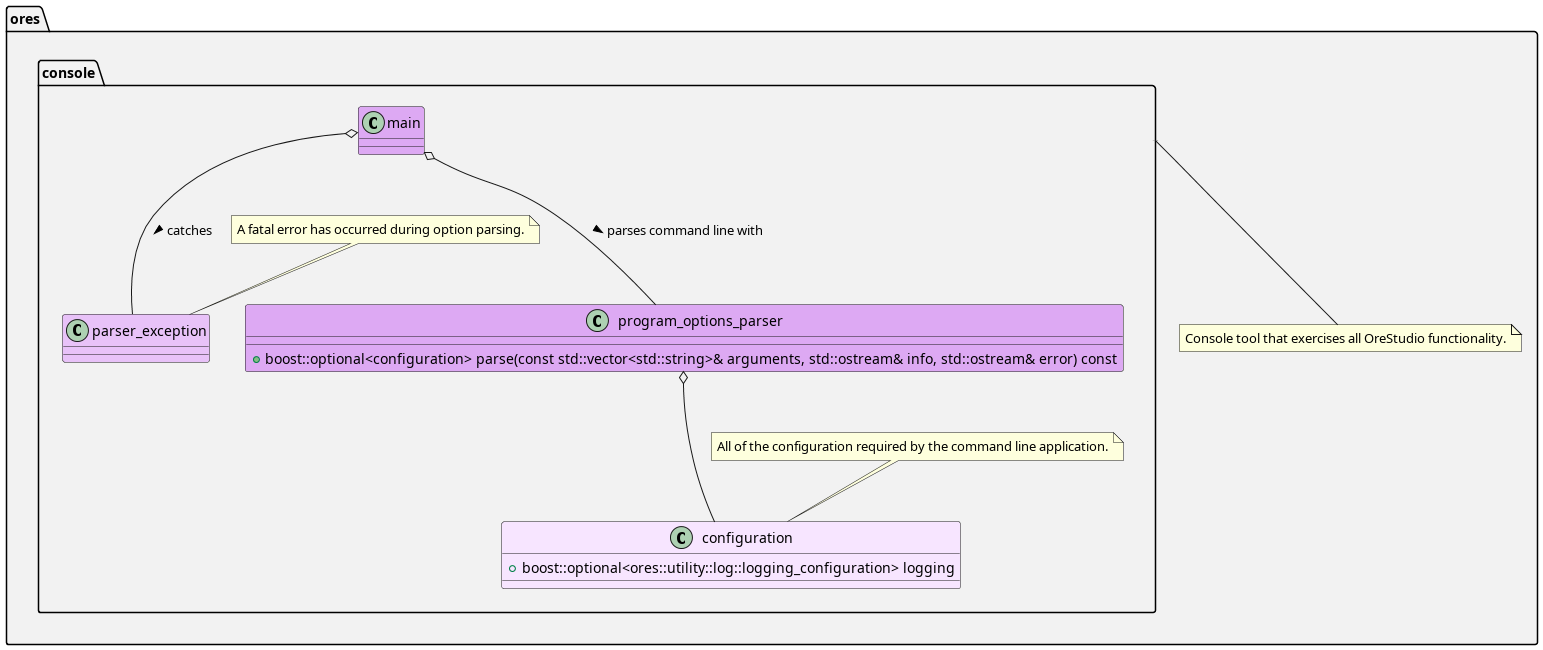 ores
console
C main
catches
A fatal error has occurred during option parsing.
parses command line with
C parser_exception
C program_options_parser
boost::optional<configuration> parse(const std::vector<std::string>& arguments, std::ostream& info, std::ostream& error) const
Console tool that exercises all OreStudio functionality.
All of the configuration required by the command line application.
C configuration
boost::optional<ores::utility::log::logging_configuration> logging